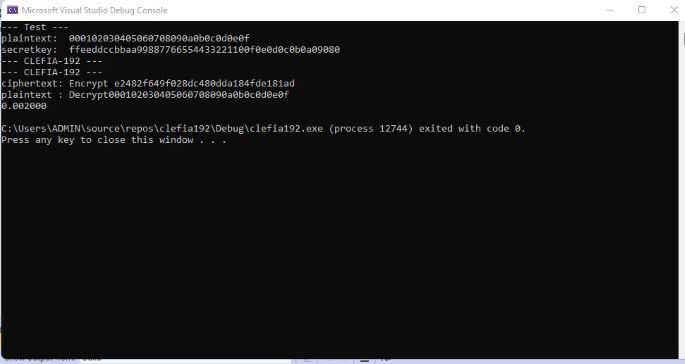 Microsoft Visual Studio Debug Console
--- Test ---
plaintext:  000102030405060708090a0b0c0d0e0f
secretkey:  ffeeddccbbaa99887766554433221100f0e0d0c0b0a09080
--- CLEFIA-192 ---
--- CLEFIA-192 ---
ciphertext: Encrypt e2482f649f028dc480dda184fde181ad
plaintext : Decrypt000102030405060708090a0b0c0d0e0f
0.002000
C:\Users\ADMIN\source\repos\clefia192\Debug\clefia192.exe (process 12744) exited with code 0.
Press any key to close this window . . .